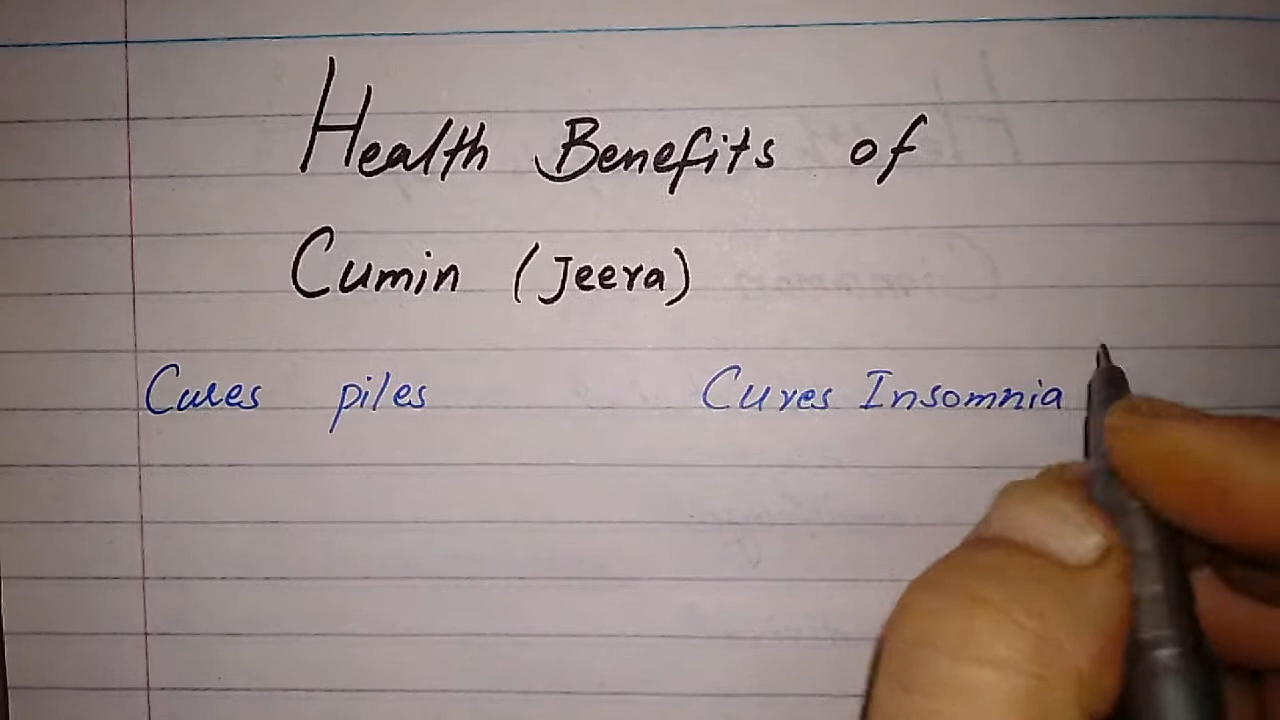 Health Benefits of
Cumin (Jeera)
Cures piles Cures Insomnia